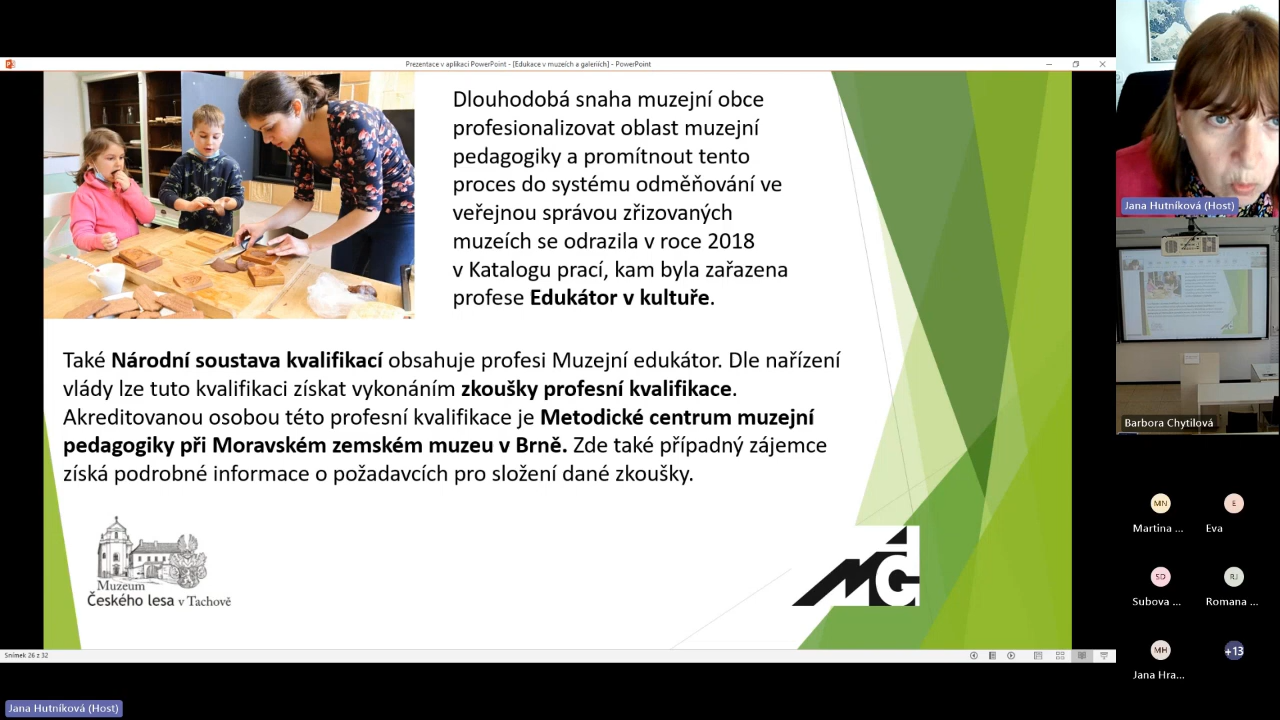 Prezentace v aplikaci PowerPoint - [Edukace v muzeích a galeriích] - PowerPoint
Dlouhodobá snaha muzejní obce
profesionalizovat oblast muzejní
pedagogiky a promítnout tento
proces do systému odměňování ve
veřejnou správou zřizovaných
muzeích se odrazila v roce 2018
v Katalogu prací, kam byla zařazena
profese Edukátor v kultuře.
Také Národní soustava kvalifikací obsahuje profesi Muzejní edukátor. Dle nařízení
vlády lze tuto kvalifikaci získat vykonáním zkoušky profesní kvalifikace.
Akreditovanou osobou této profesní kvalifikace je Metodické centrum muzejní
pedagogiky při Moravském zemském muzeu v Brně. Zde také případný zájemce
získá podrobné informace o požadavcích pro složení dané zkoušky.
Muzeum
Českého lesa v Tachově
MG
Snímek 26 z 32
Jana Hutníková (Host)
Jana Hutníková (Host)
Barbora Chytilová
MN
E
Martina ...
Eva
SD
RJ
Subova ...
Romana ...
MH
+13
Jana Hra...